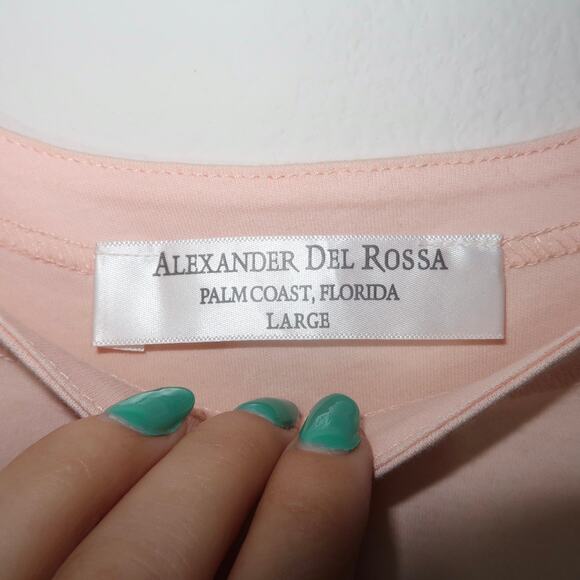 ALEXANDER DEL ROSSA
PALM COAST, FLORIDA
LARGE